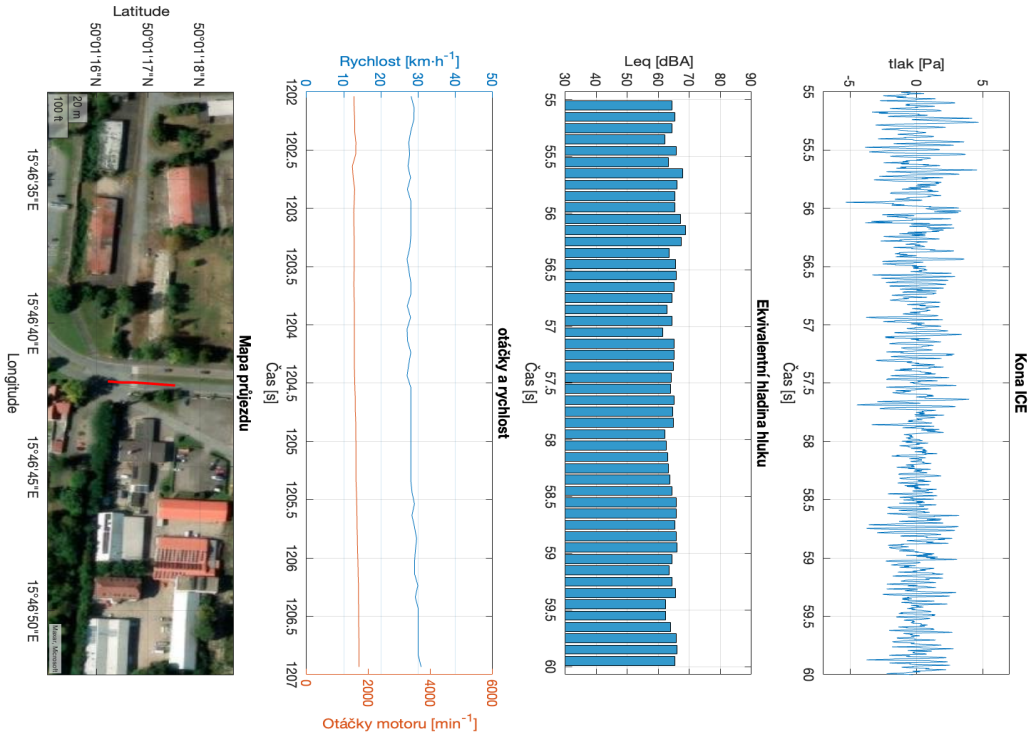 Kona ICE
tlak [Pa]
5
0
-5
55
55.5
56
56.5
57
57.5
58
58.5
59
59.5
60
Čas [s]
Ekvivalentní hladina hluku
Leq [dBA]
90
80
70
60
50
40
30
55
55.5
56
56.5
57
57.5
58
58.5
59
59.5
60
Čas [s]
otáčky a rychlost
Rychlost [km·h⁻¹]
50
40
30
20
10
0
6000
4000
2000
0
Otáčky motoru [min⁻¹]
1202
1202.5
1203
1203.5
1204
1204.5
1205
1205.5
1206
1206.5
1207
Čas [s]
Mapa průjezdu
Latitude
50°01'18"N
50°01'17"N
50°01'16"N
20 m
100 ft
Maxar, Microsoft
15°46'35"E
15°46'40"E
15°46'45"E
15°46'50"E
Longitude